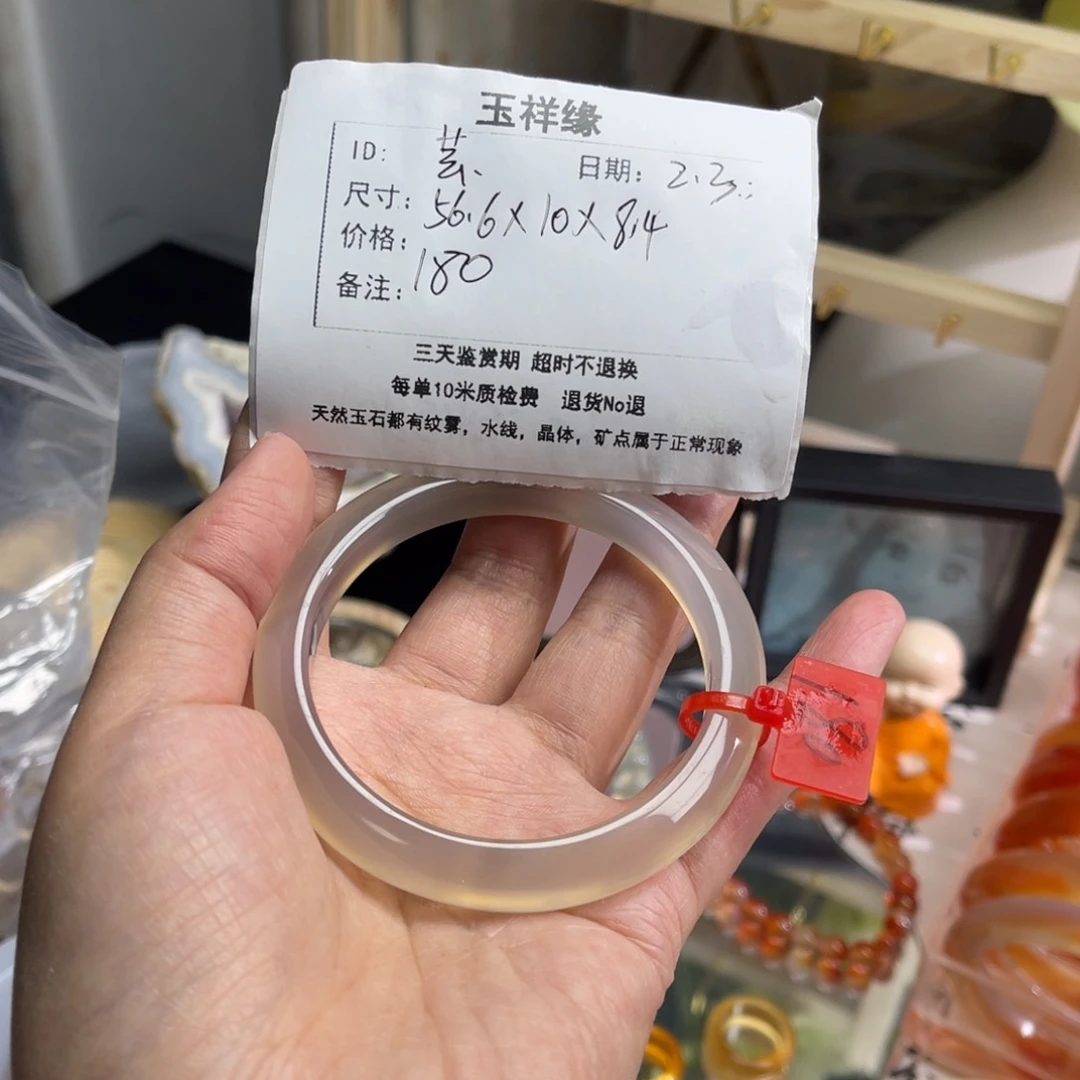 玉祥缘
ID: 芸、 日期: 2.23
尺寸: 56.6X10X8.4
价格: 180
备注:
三天鉴赏期 超时不退换
每单10米质检费 退货No退
天然玉石都有纹雾，水线，晶体，矿点属于正常现象